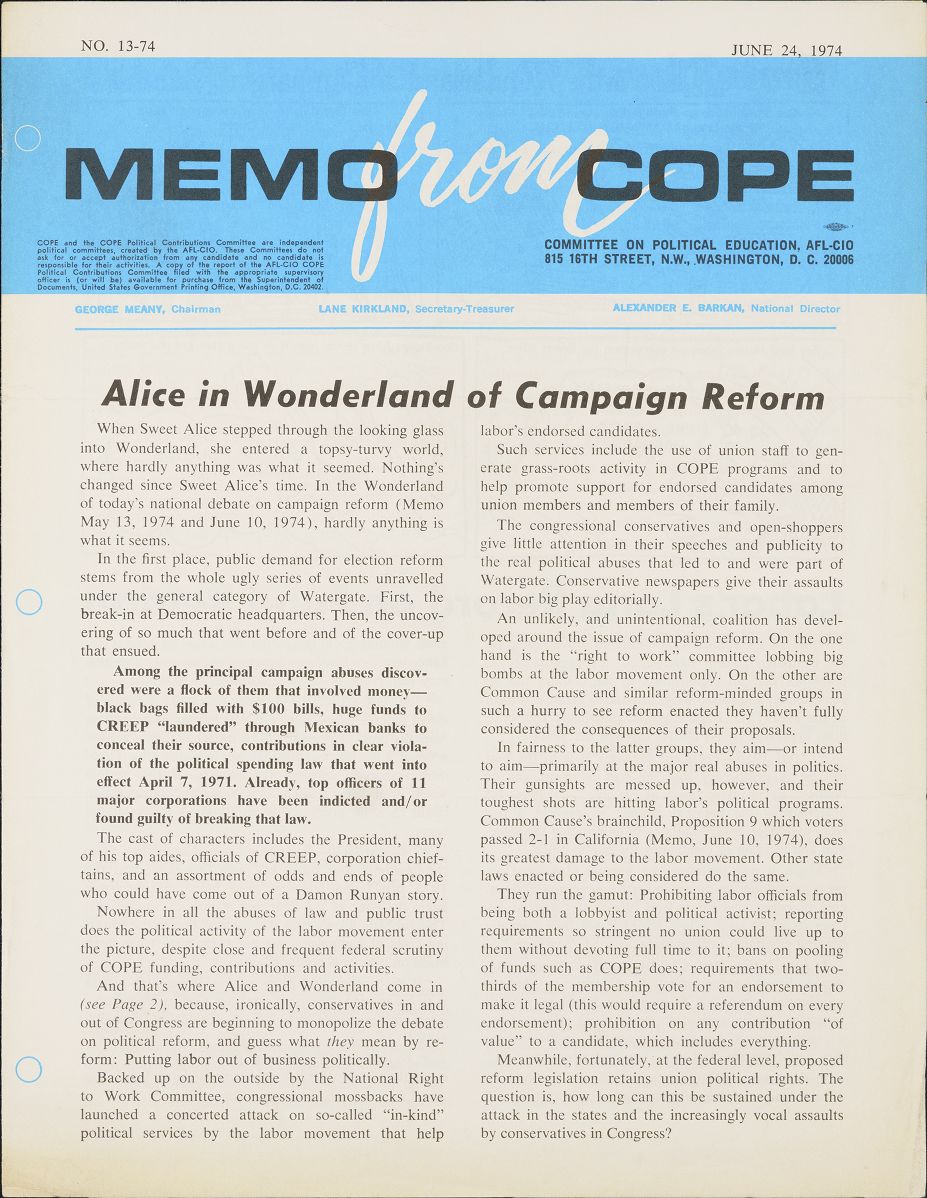 NO. 13-74
JUNE 24, 1974
MEMO from COPE
COPE and the COPE Political Contributions Committee are independent
political committees, created by the AFL-CIO. These Committees do not
ask for or accept authorization from any candidate and no candidate is
responsible for their activities. A copy of the report of the AFL-CIO COPE
Political Contributions Committee filed with the appropriate supervisory
officer is (or will be) available for purchase from the Superintendent of
Documents, United States Government Printing Office, Washington, D.C. 20402.
COMMITTEE ON POLITICAL EDUCATION, AFL-CIO
815 16TH STREET, N.W., WASHINGTON, D. C. 20006
GEORGE MEANY, Chairman
LANE KIRKLAND, Secretary-Treasurer
ALEXANDER E. BARKAN, National Director
Alice in Wonderland of Campaign Reform
When Sweet Alice stepped through the looking glass
into Wonderland, she entered a topsy-turvy world,
where hardly anything was what it seemed. Nothing's
changed since Sweet Alice's time. In the Wonderland
of today's national debate on campaign reform (Memo
May 13, 1974 and June 10, 1974), hardly anything is
what it seems.
In the first place, public demand for election reform
stems from the whole ugly series of events unravelled
under the general category of Watergate. First, the
break-in at Democratic headquarters. Then, the uncov-
ering of so much that went before and of the cover-up
that ensued.
Among the principal campaign abuses discov-
ered were a flock of them that involved money—
black bags filled with $100 bills, huge funds to
CREEP "laundered" through Mexican banks to
conceal their source, contributions in clear viola-
tion of the political spending law that went into
effect April 7, 1971. Already, top officers of 11
major corporations have been indicted and/or
found guilty of breaking that law.
The cast of characters includes the President, many
of his top aides, officials of CREEP, corporation chief-
tains, and an assortment of odds and ends of people
who could have come out of a Damon Runyan story.
Nowhere in all the abuses of law and public trust
does the political activity of the labor movement enter
the picture, despite close and frequent federal scrutiny
of COPE funding, contributions and activities.
And that's where Alice and Wonderland come in
(see Page 2), because, ironically, conservatives in and
out of Congress are beginning to monopolize the debate
on political reform, and guess what they mean by re-
form: Putting labor out of business politically.
Backed up on the outside by the National Right
to Work Committee, congressional mossbacks have
launched a concerted attack on so-called "in-kind"
political services by the labor movement that help
labor's endorsed candidates.
Such services include the use of union staff to gen-
erate grass-roots activity in COPE programs and to
help promote support for endorsed candidates among
union members and members of their family.
The congressional conservatives and open-shoppers
give little attention in their speeches and publicity to
the real political abuses that led to and were part of
Watergate. Conservative newspapers give their assaults
on labor big play editorially.
An unlikely, and unintentional, coalition has devel-
oped around the issue of campaign reform. On the one
hand is the "right to work" committee lobbing big
bombs at the labor movement only. On the other are
Common Cause and similar reform-minded groups in
such a hurry to see reform enacted they haven't fully
considered the consequences of their proposals.
In fairness to the latter groups, they aim—or intend
to aim—primarily at the major real abuses in politics.
Their gunsights are messed up, however, and their
toughest shots are hitting labor's political programs.
Common Cause's brainchild, Proposition 9 which voters
passed 2-1 in California (Memo, June 10, 1974), does
its greatest damage to the labor movement. Other state
laws enacted or being considered do the same.
They run the gamut: Prohibiting labor officials from
being both a lobbyist and political activist; reporting
requirements so stringent no union could live up to
them without devoting full time to it; bans on pooling
of funds such as COPE does; requirements that two-
thirds of the membership vote for an endorsement to
make it legal (this would require a referendum on every
endorsement); prohibition on any contribution "of
value" to a candidate, which includes everything.
Meanwhile, fortunately, at the federal level, proposed
reform legislation retains union political rights. The
question is, how long can this be sustained under the
attack in the states and the increasingly vocal assaults
by conservatives in Congress?